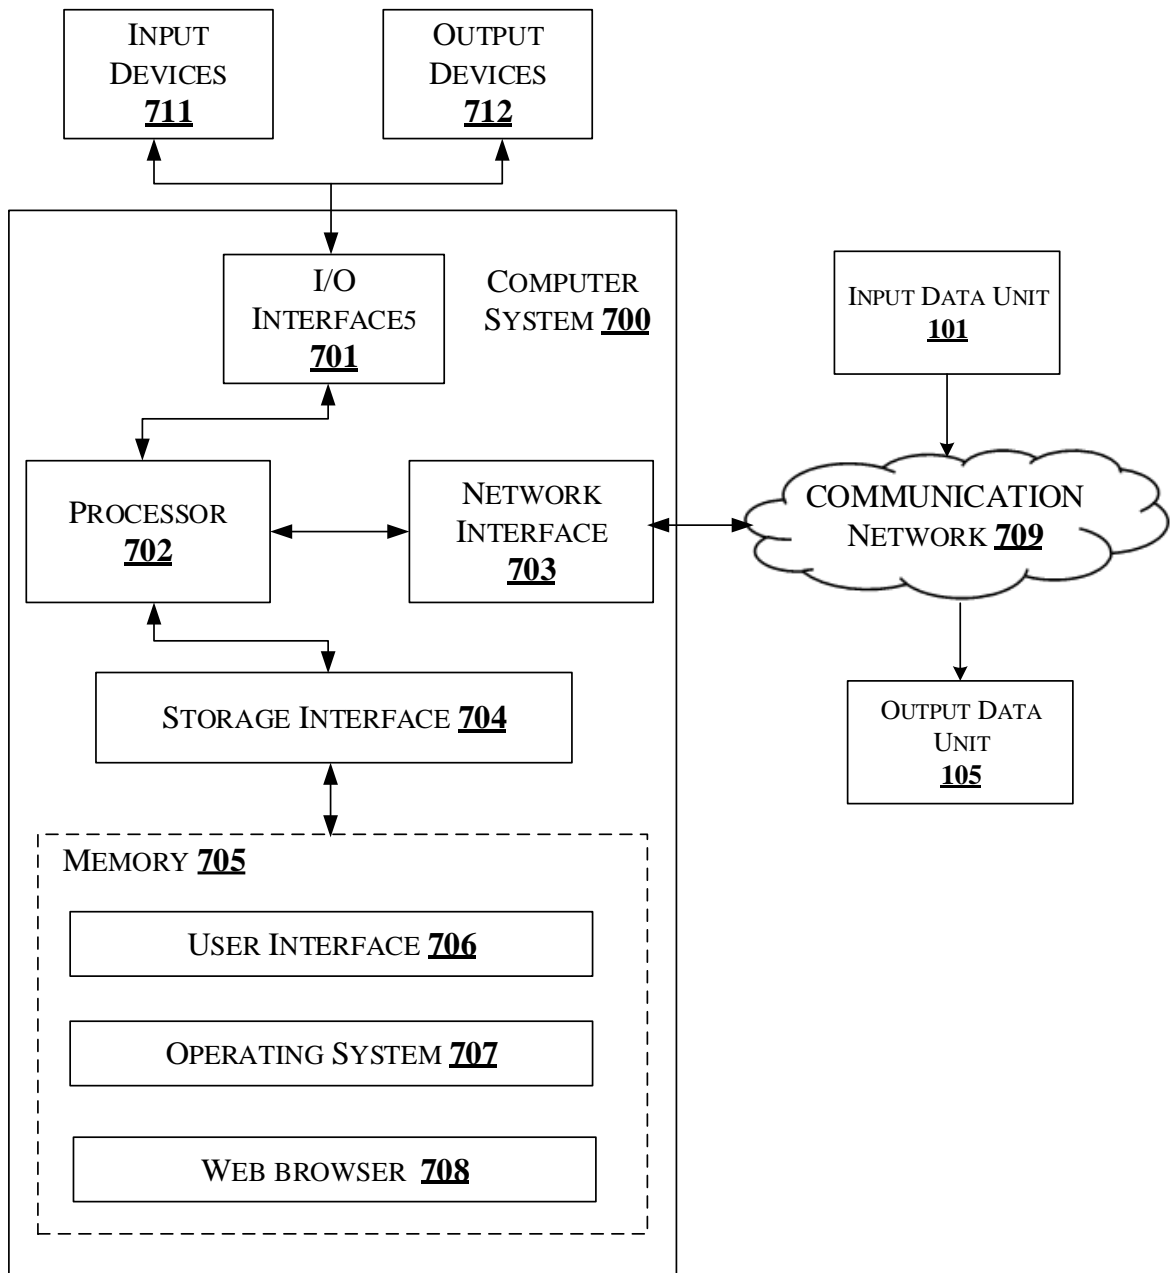 INPUT
DEVICES
711
OUTPUT
DEVICES
712
I/O
INTERFACE5
701
COMPUTER
SYSTEM 700
INPUT DATA UNIT
101
PROCESSOR
702
NETWORK
INTERFACE
703
COMMUNICATION
NETWORK 709
STORAGE INTERFACE 704
OUTPUT DATA
UNIT
105
MEMORY 705
USER INTERFACE 706
OPERATING SYSTEM 707
WEB BROWSER 708